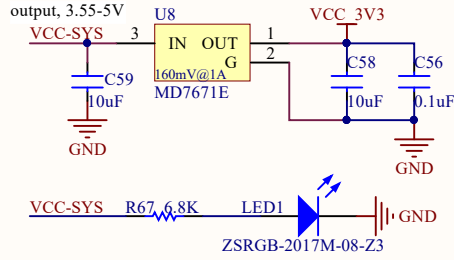 output, 3.55-5V
U8
VCC_3V3
VCC-SYS
3
IN OUT
1
G
2
160mV@1A
MD7671E
C59
10uF
C58
10uF
C56
0.1uF
GND
GND
VCC-SYS
R67 6.8K
LED1
GND
ZSRGB-2017M-08-Z3